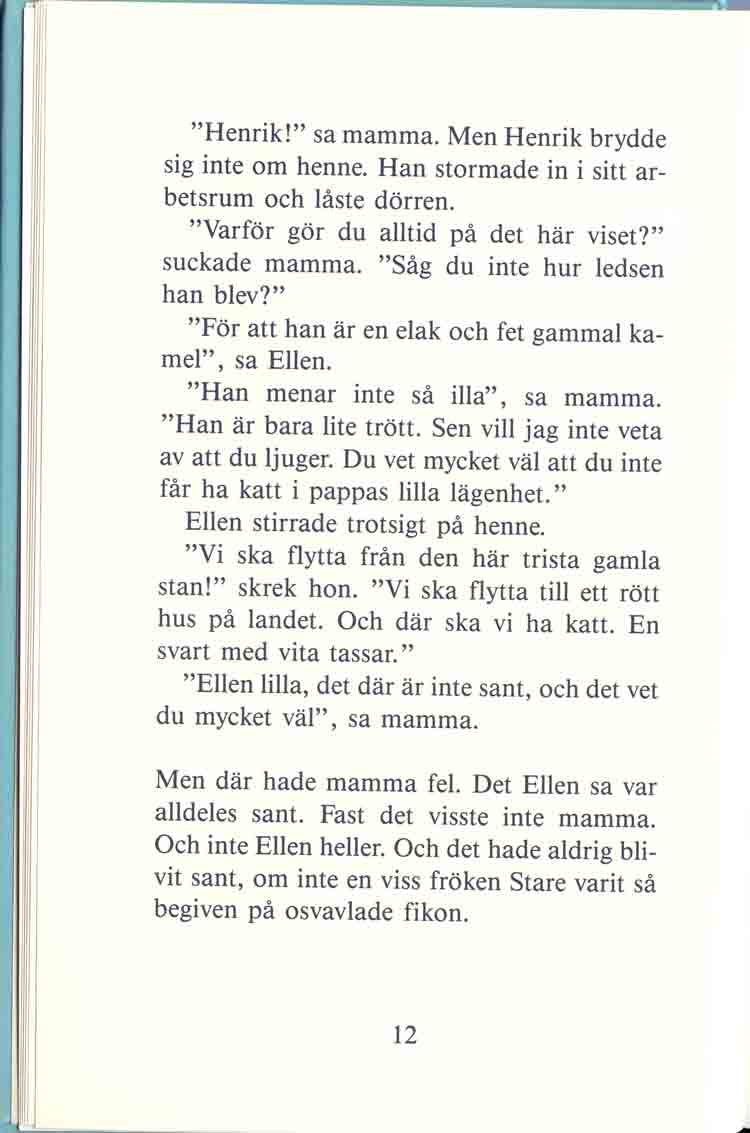 ”Henrik!” sa mamma. Men Henrik brydde
sig inte om henne. Han stormade in i sitt ar-
betsrum och låste dörren.
”Varför gör du alltid på det här viset?”
suckade mamma. ”Såg du inte hur ledsen
han blev?”
”För att han är en elak och fet gammal ka-
mel”, sa Ellen.
”Han menar inte så illa”, sa mamma.
”Han är bara lite trött. Sen vill jag inte veta
av att du ljuger. Du vet mycket väl att du inte
får ha katt i pappas lilla lägenhet.”
Ellen stirrade trotsigt på henne.
”Vi ska flytta från den här trista gamla
stan!” skrek hon. ”Vi ska flytta till ett rött
hus på landet. Och där ska vi ha katt. En
svart med vita tassar.”
”Ellen lilla, det där är inte sant, och det vet
du mycket väl”, sa mamma.
Men där hade mamma fel. Det Ellen sa var
alldeles sant. Fast det visste inte mamma.
Och inte Ellen heller. Och det hade aldrig bli-
vit sant, om inte en viss fröken Stare varit så
begiven på osvavlade fikon.
12